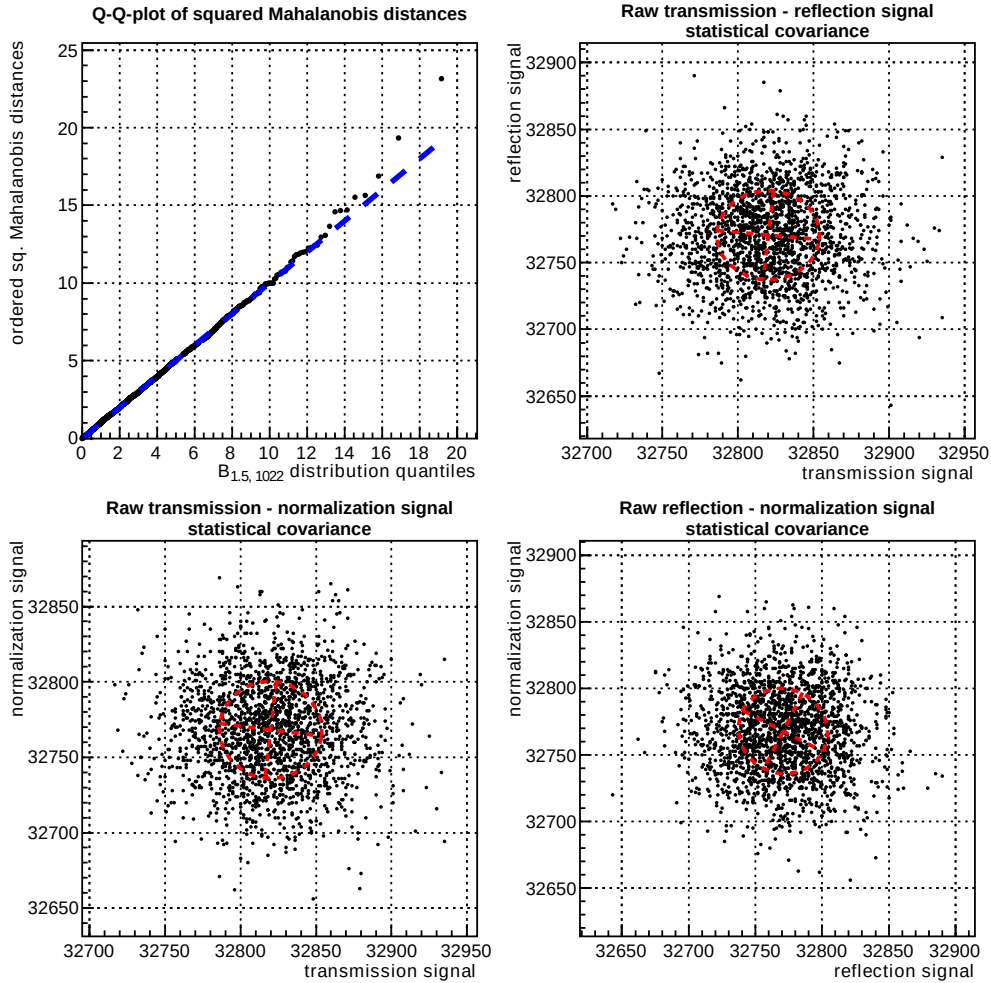 Q-Q-plot of squared Mahalanobis distances
ordered sq. Mahalanobis distances
25
20
15
10
5
0
0 2 4 6 8 10 12 14 16 18 20
B1.5, 1022 distribution quantiles
Raw transmission - reflection signal
statistical covariance
reflection signal
32900
32850
32800
32750
32700
32650
32700 32750 32800 32850 32900 32950
transmission signal
Raw transmission - normalization signal
statistical covariance
normalization signal
32850
32800
32750
32700
32650
32700 32750 32800 32850 32900 32950
transmission signal
Raw reflection - normalization signal
statistical covariance
normalization signal
32900
32850
32800
32750
32700
32650
32650 32700 32750 32800 32850 32900
reflection signal